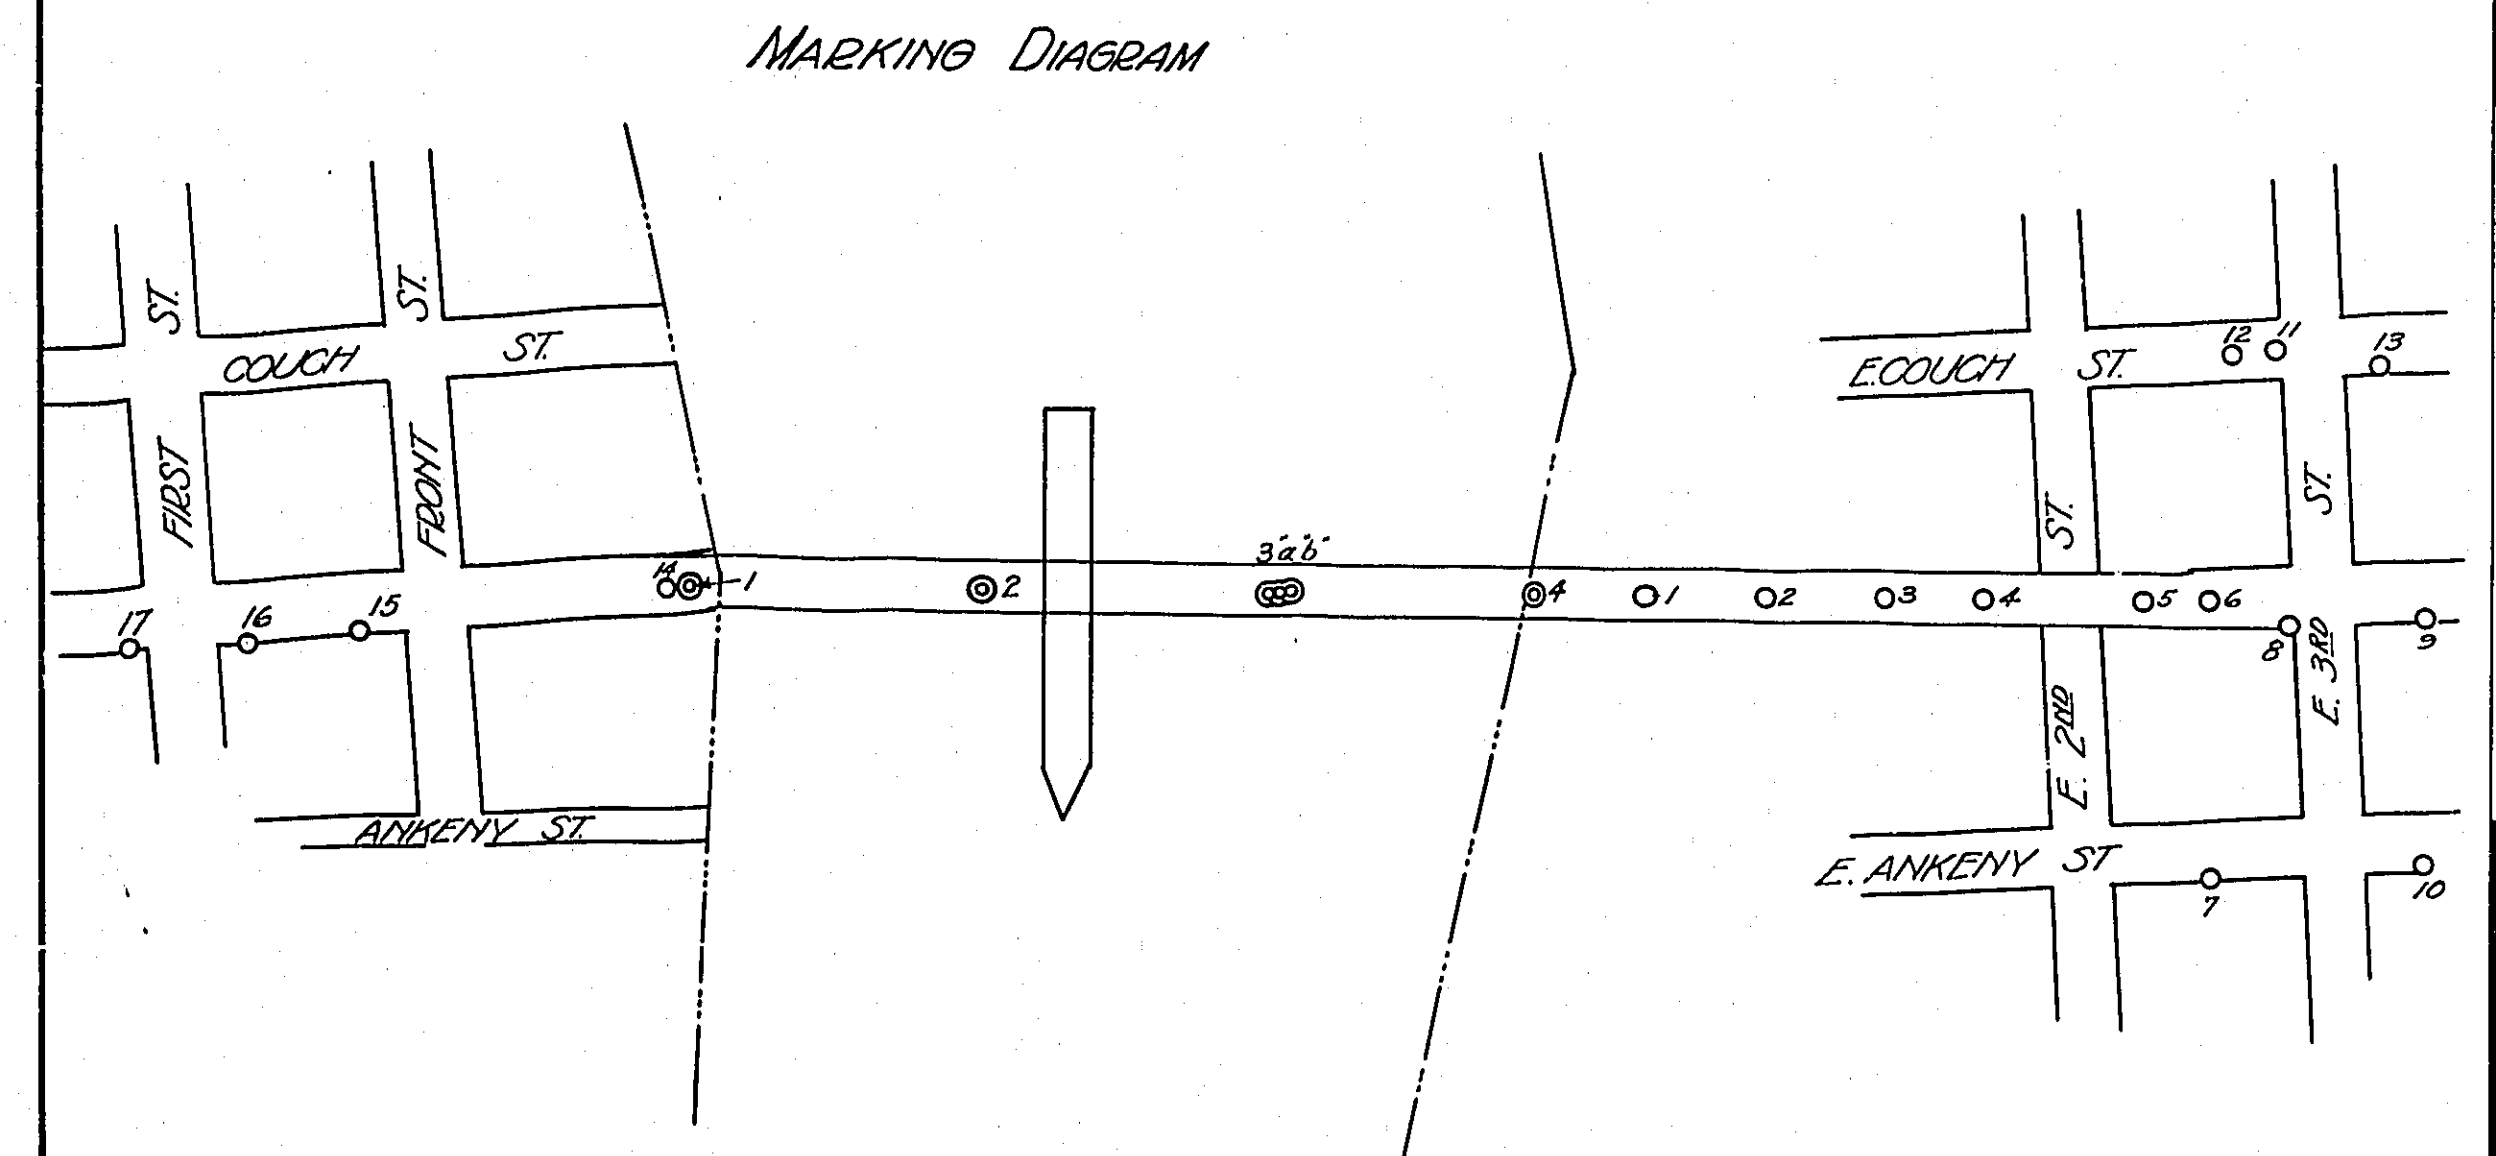 MARKING DIAGRAM
ST.
ST.
COUCH ST.
FIRST
FRONT
E. COUCH ST.
12 11
13
ST.
ST.
3 "a" "b"
14
1
2
4
1
2
3
4
5
6
17
16
15
8
9
E. 3RD
E. 2ND
ANKENY ST.
E. ANKENY ST
7
10